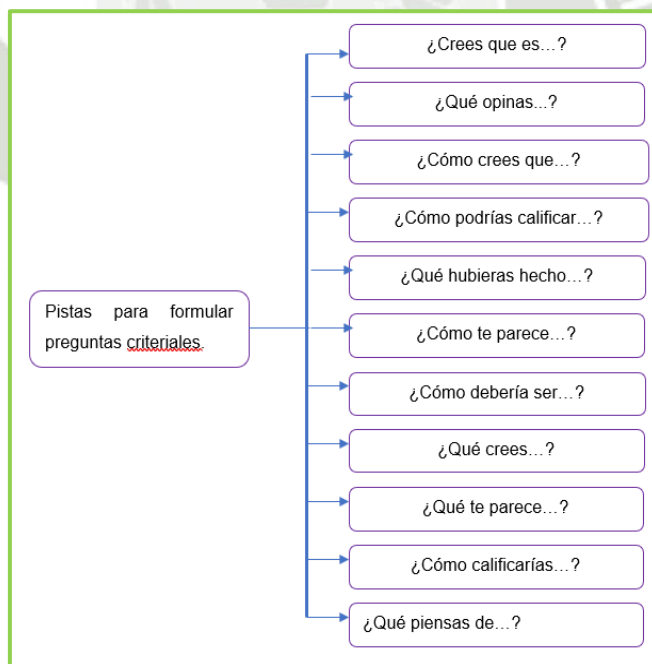 ¿Crees que es…?
¿Qué opinas...?
¿Cómo crees que…?
¿Cómo podrías calificar…?
¿Qué hubieras hecho…?
Pistas para formular
preguntas criteriales.
¿Cómo te parece…?
¿Cómo debería ser…?
¿Qué crees…?
¿Qué te parece…?
¿Cómo calificarías…?
¿Qué piensas de…?